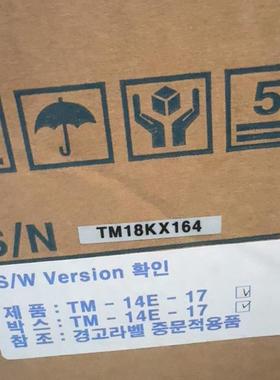 5
S/N TM18KX164
S/W Version 확인
제 품 : TM - 14E - 17
박 스 : TM - 14E - 17
참 조 : 경고라벨 중문적용품